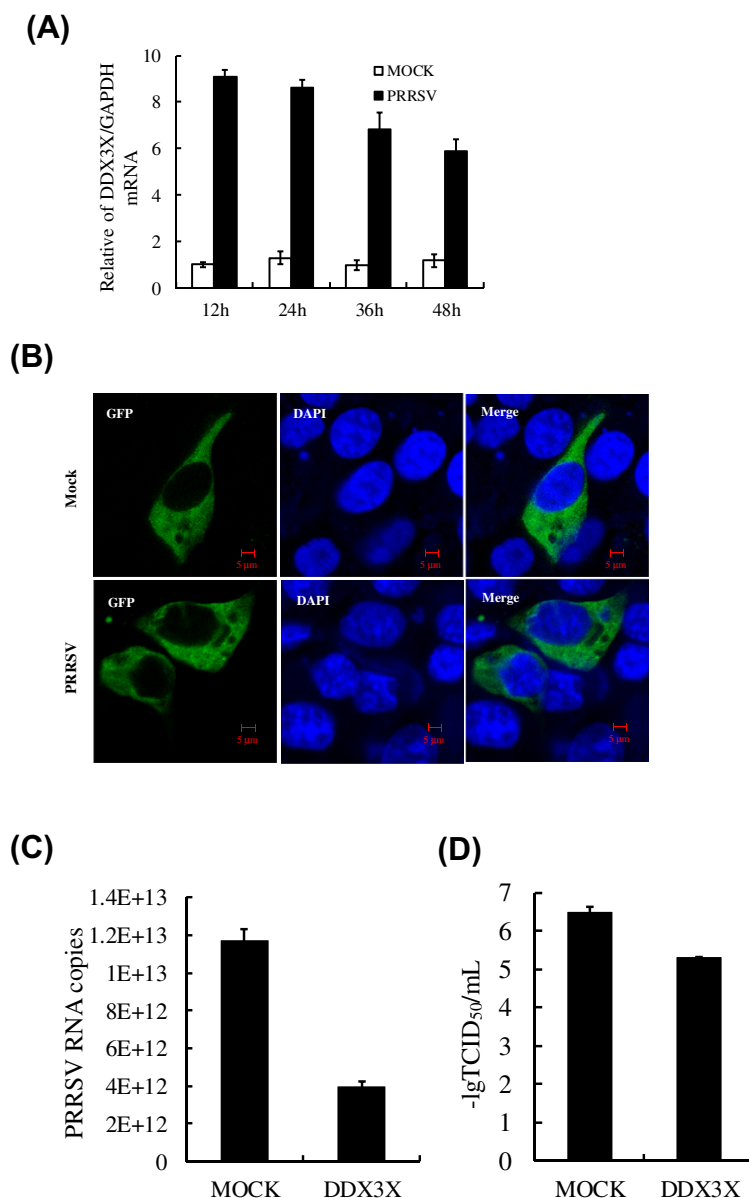 (A)
Relative of DDX3X/GAPDH
mRNA
10
8
6
4
2
0
MOCK
PRRSV
12h
24h
36h
48h
(B)
Mock
GFP
5 μm
DAPI
5 μm
Merge
5 μm
PRRSV
GFP
5 μm
DAPI
5 μm
Merge
5 μm
(C)
PRRSV RNA copies
1.4E+13
1.2E+13
1E+13
8E+12
6E+12
4E+12
2E+12
0
MOCK
DDX3X
(D)
-lgTCID50/mL
7
6
5
4
3
2
1
0
MOCK
DDX3X